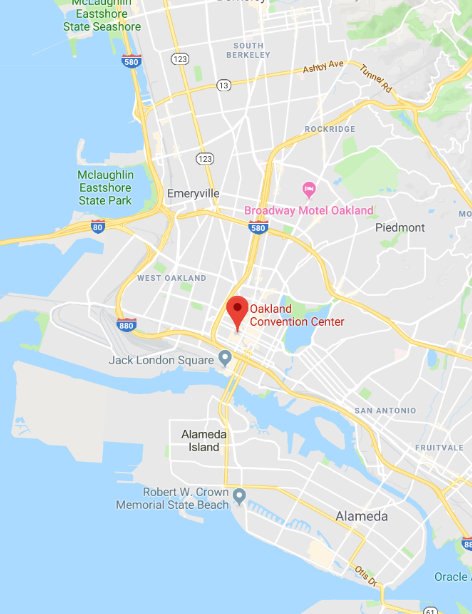 McLaughlin
Eastshore
State Seashore
SOUTH
BERKELEY
580
123
Ashby Ave
Tunnel Rd
13
ROCKRIDGE
123
Mclaughlin
Eastshore
State Park
Emeryville
Broadway Motel Oakland
80
580
Piedmont
WEST OAKLAND
Oakland
Convention Center
880
Jack London Square
SAN ANTONIO
Alameda
Island
FRUITVALE
Robert W. Crown
Memorial State Beach
Alameda
Otis Dr
Oracle
61